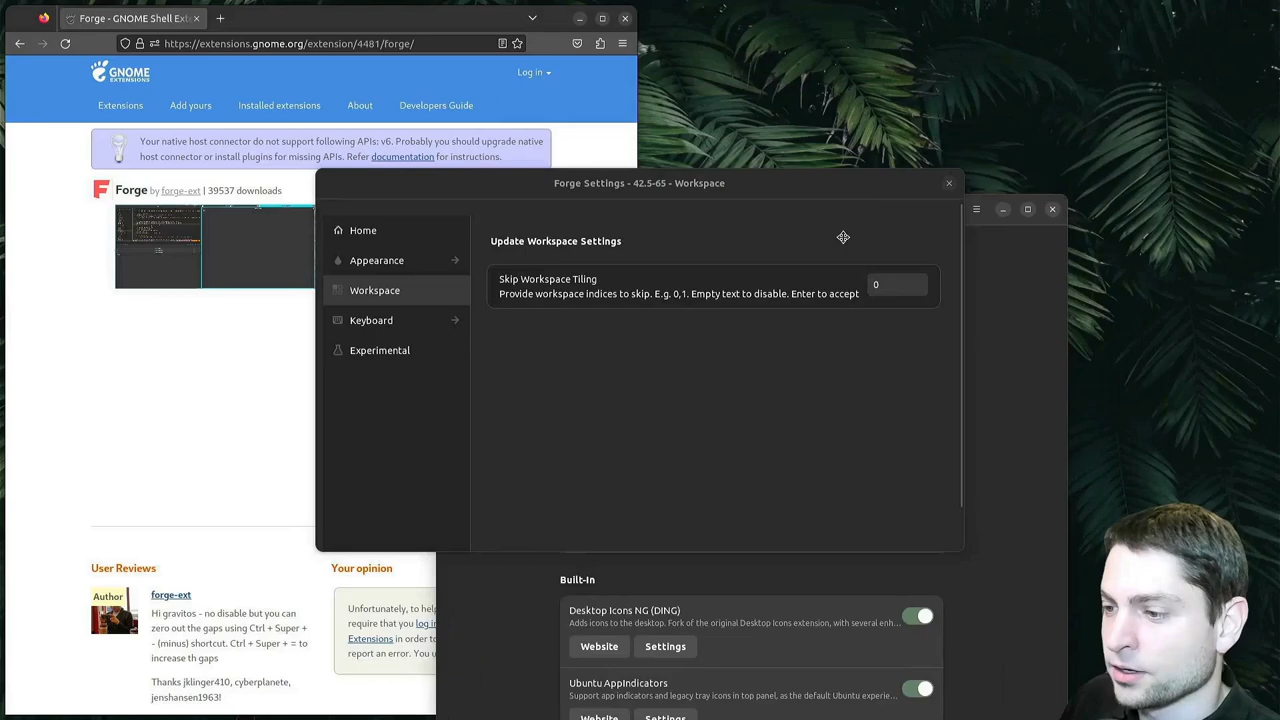 Forge - GNOME Shell Ext
https://extensions.gnome.org/extension/4481/forge/
GNOME
EXTENSIONS
Log in
Extensions
Add yours
Installed extensions
About
Developers Guide
Your native host connector do not support following APIs: v6. Probably you should upgrade native
host connector or install plugins for missing APIs. Refer documentation for instructions.
Forge by forge-ext | 39537 downloads
Forge Settings - 42.5-65 - Workspace
Home
Appearance
Workspace
Keyboard
Experimental
Update Workspace Settings
Skip Workspace Tiling
Provide workspace indices to skip. E.g. 0,1. Empty text to disable. Enter to accept
0
User Reviews
Author
forge-ext
Hi gravitos - no disable but you can
zero out the gaps using Ctrl + Super +
- (minus) shortcut. Ctrl + Super + = to
increase th gaps
Thanks jklinger410, cyberplanete,
jenshansen1963!
Your opinion
Unfortunately, to help
require that you log in
Extensions in order to
report an error. You
Built-In
Desktop Icons NG (DING)
Adds icons to the desktop. Fork of the original Desktop Icons extension, with several enh...
Website
Settings
Ubuntu AppIndicators
Support app indicators and legacy tray icons in top panel, as the default Ubuntu experie...
Website
Settings